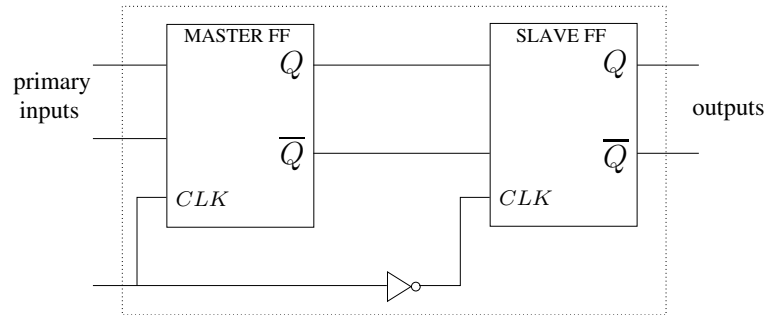 MASTER FF
SLAVE FF
Q
Q
primary
inputs
outputs
Q̅
Q̅
CLK
CLK